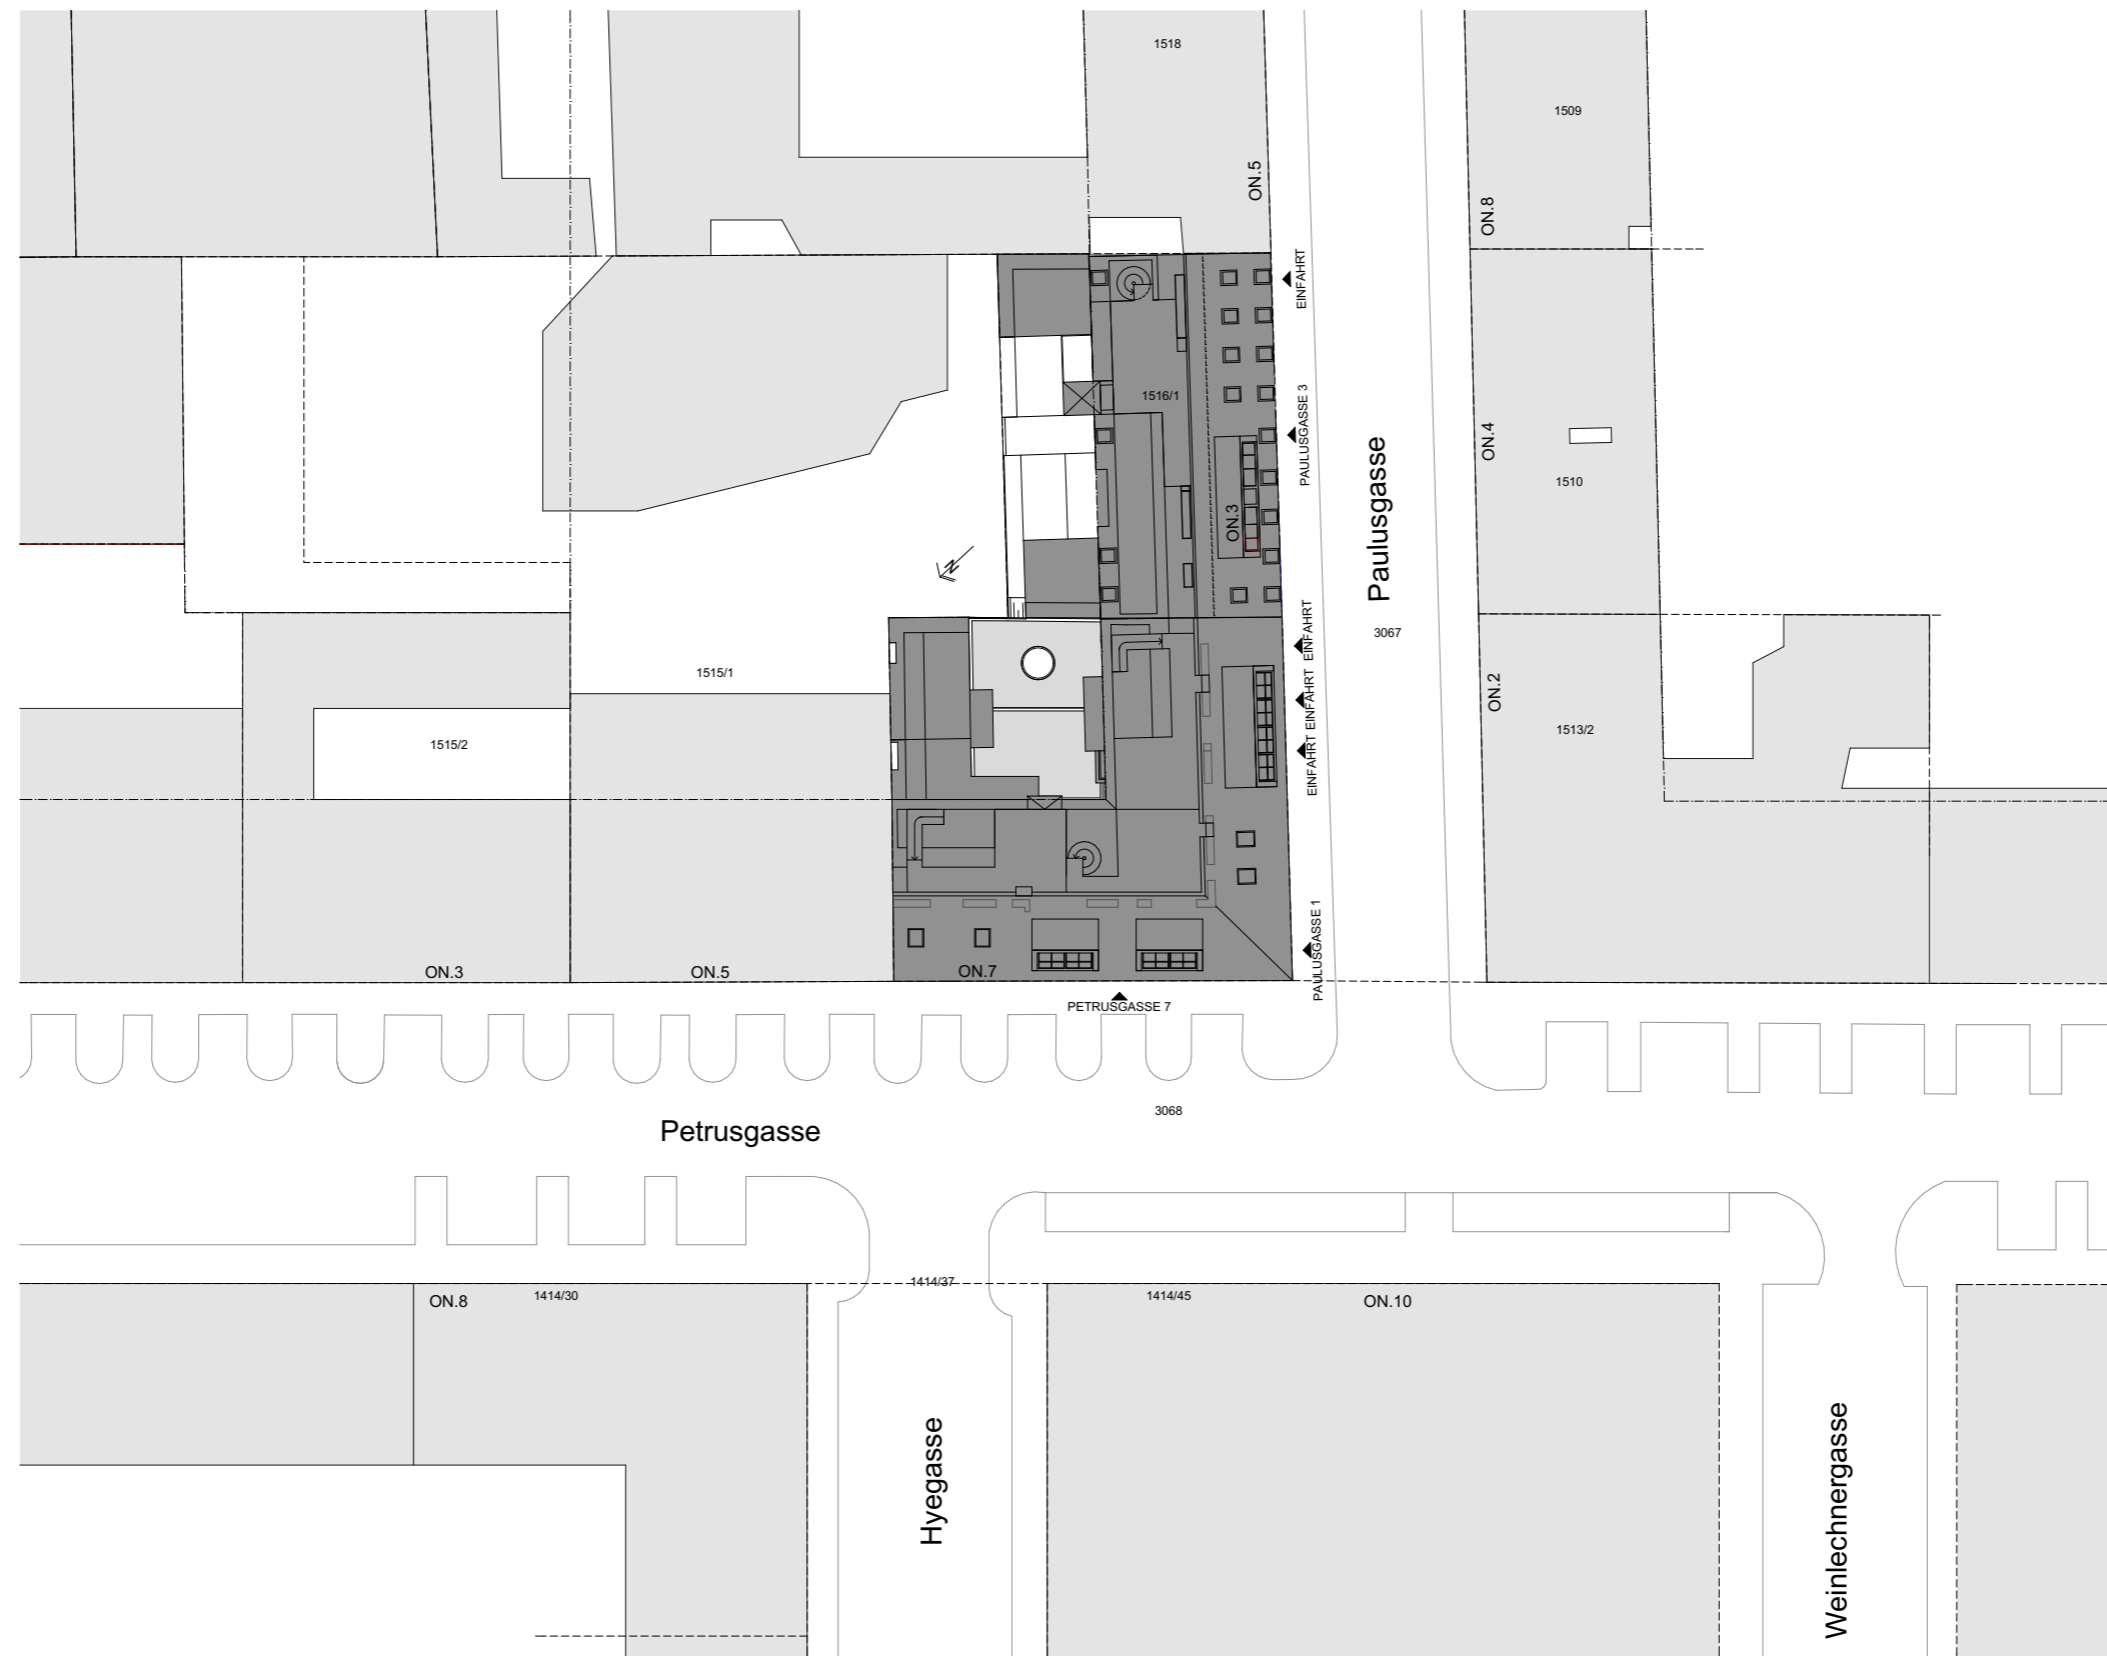 1518
1509
ON.5
ON.8
EINFAHRT
1516/1
PAULUSGASSE 3
ON.3
Paulusgasse
ON.4
1510
N
3067
EINFAHRT
EINFAHRT
EINFAHRT
1515/1
1515/2
ON.2
1513/2
PAULUSGASSE 1
ON.3
ON.5
ON.7
PETRUSGASSE 7
3068
Petrusgasse
1414/37
ON.8
1414/30
1414/45
ON.10
Hyegasse
Weinlechnergasse